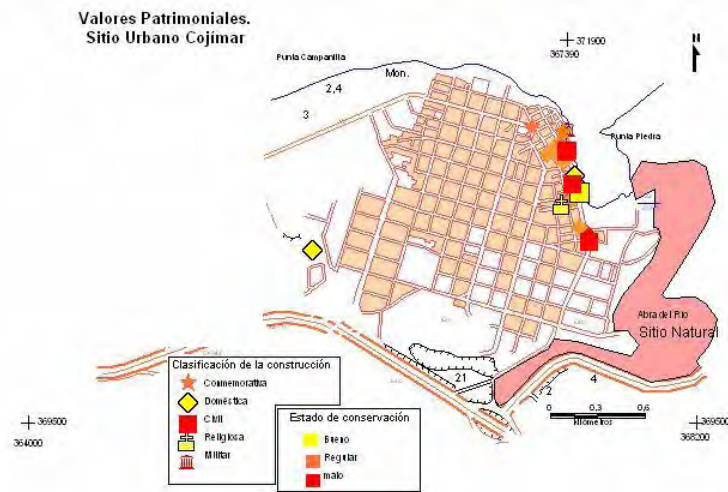 Valores Patrimoniales.
Sitio Urbano Cojímar
371900
367390
N
Punta Campanilla
Mon.
2,4
3
Punta Piedra
Abra del Rio
Sitio Natural
21
2
4
0 0,3 0,6
kilometros
Clasificación de la construcción
Conmemorativa
Doméstica
Civil
Religiosa
Militar
Estado de conservación
Bueno
Regular
malo
369500
364000
369500
368200